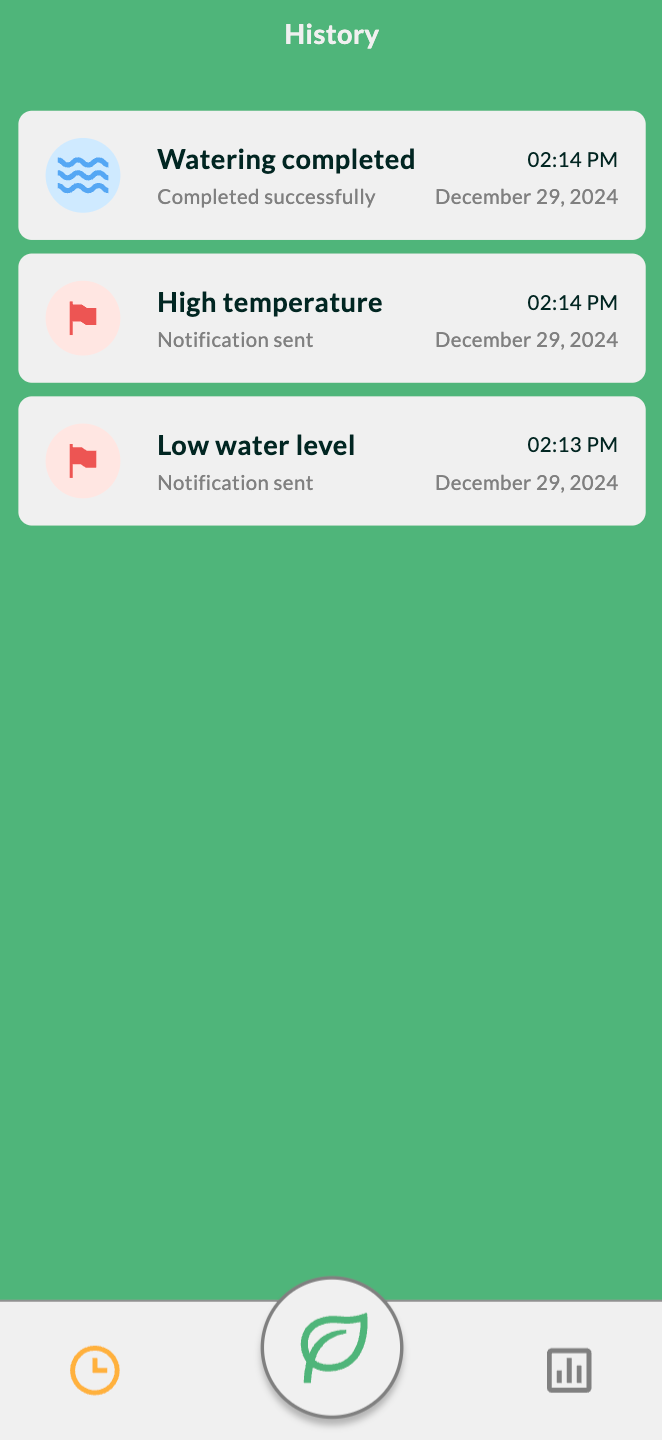 History
Watering completed 02:14 PM
Completed successfully December 29, 2024
High temperature 02:14 PM
Notification sent December 29, 2024
Low water level 02:13 PM
Notification sent December 29, 2024